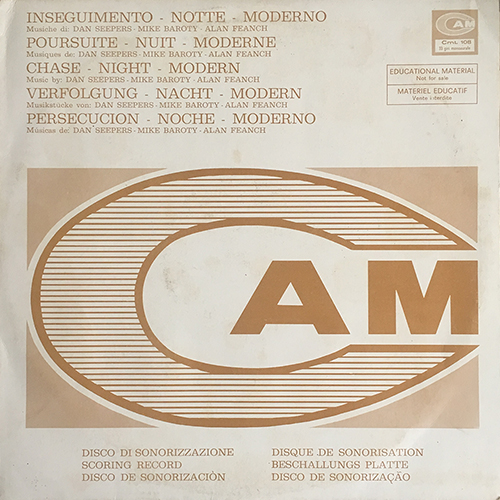 INSEGUIMENTO - NOTTE - MODERNO
Musiche di: DAN SEEPERS - MIKE BAROTY - ALAN FEANCH
POURSUITE - NUIT - MODERNE
Musiques de: DAN SEEPERS - MIKE BAROTY - ALAN FEANCH
CHASE - NIGHT - MODERN
Music by: DAN SEEPERS - MIKE BAROTY - ALAN FEANCH
VERFOLGUNG - NACHT - MODERN
Musikstücke von: DAN SEEPERS - MIKE BAROTY - ALAN FEANCH
PERSECUCION - NOCHE - MODERNO
Músicas de: DAN SEEPERS - MIKE BAROTY - ALAN FEANCH
CAM
CmL 108
EDUCATIONAL MATERIAL
Not for sale
MATERIEL EDUCATIF
Vente interdite
CAM
DISCO DI SONORIZZAZIONE
SCORING RECORD
DISCO DE SONORIZACIÒN
DISQUE DE SONORISATION
BESCHALLUNGS PLATTE
DISCO DE SONORIZAÇÃO